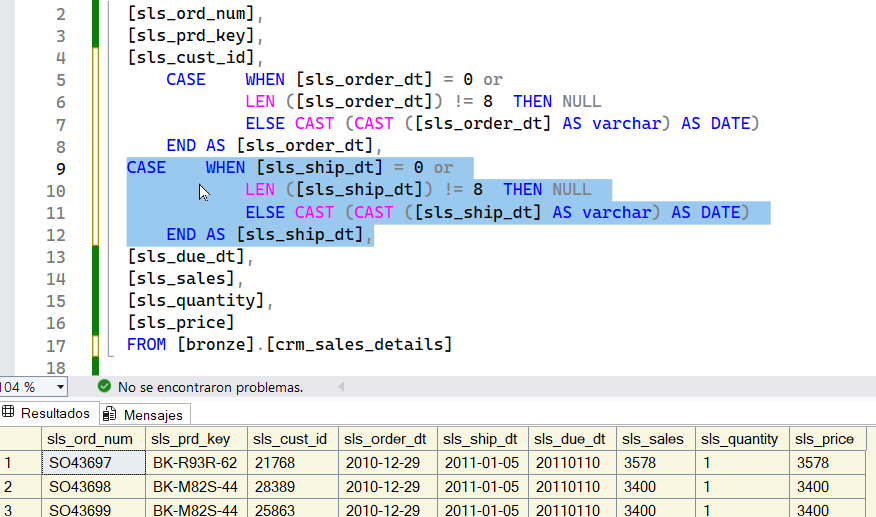 2 [sls_ord_num],
3 [sls_prd_key],
4 [sls_cust_id],
5 CASE WHEN [sls_order_dt] = 0 or
6 LEN ([sls_order_dt]) != 8 THEN NULL
7 ELSE CAST (CAST ([sls_order_dt] AS varchar) AS DATE)
8 END AS [sls_order_dt],
9 CASE WHEN [sls_ship_dt] = 0 or
10 LEN ([sls_ship_dt]) != 8 THEN NULL
11 ELSE CAST (CAST ([sls_ship_dt] AS varchar) AS DATE)
12 END AS [sls_ship_dt],
13 [sls_due_dt],
14 [sls_sales],
15 [sls_quantity],
16 [sls_price]
17 FROM [bronze].[crm_sales_details]
18
104 % No se encontraron problemas.
Resultados Mensajes
sls_ord_num sls_prd_key sls_cust_id sls_order_dt sls_ship_dt sls_due_dt sls_sales sls_quantity sls_price
1 SO43697 BK-R93R-62 21768 2010-12-29 2011-01-05 20110110 3578 1 3578
2 SO43698 BK-M82S-44 28389 2010-12-29 2011-01-05 20110110 3400 1 3400
3 SO43699 BK-M82S-44 25863 2010-12-29 2011-01-05 20110110 3400 1 3400